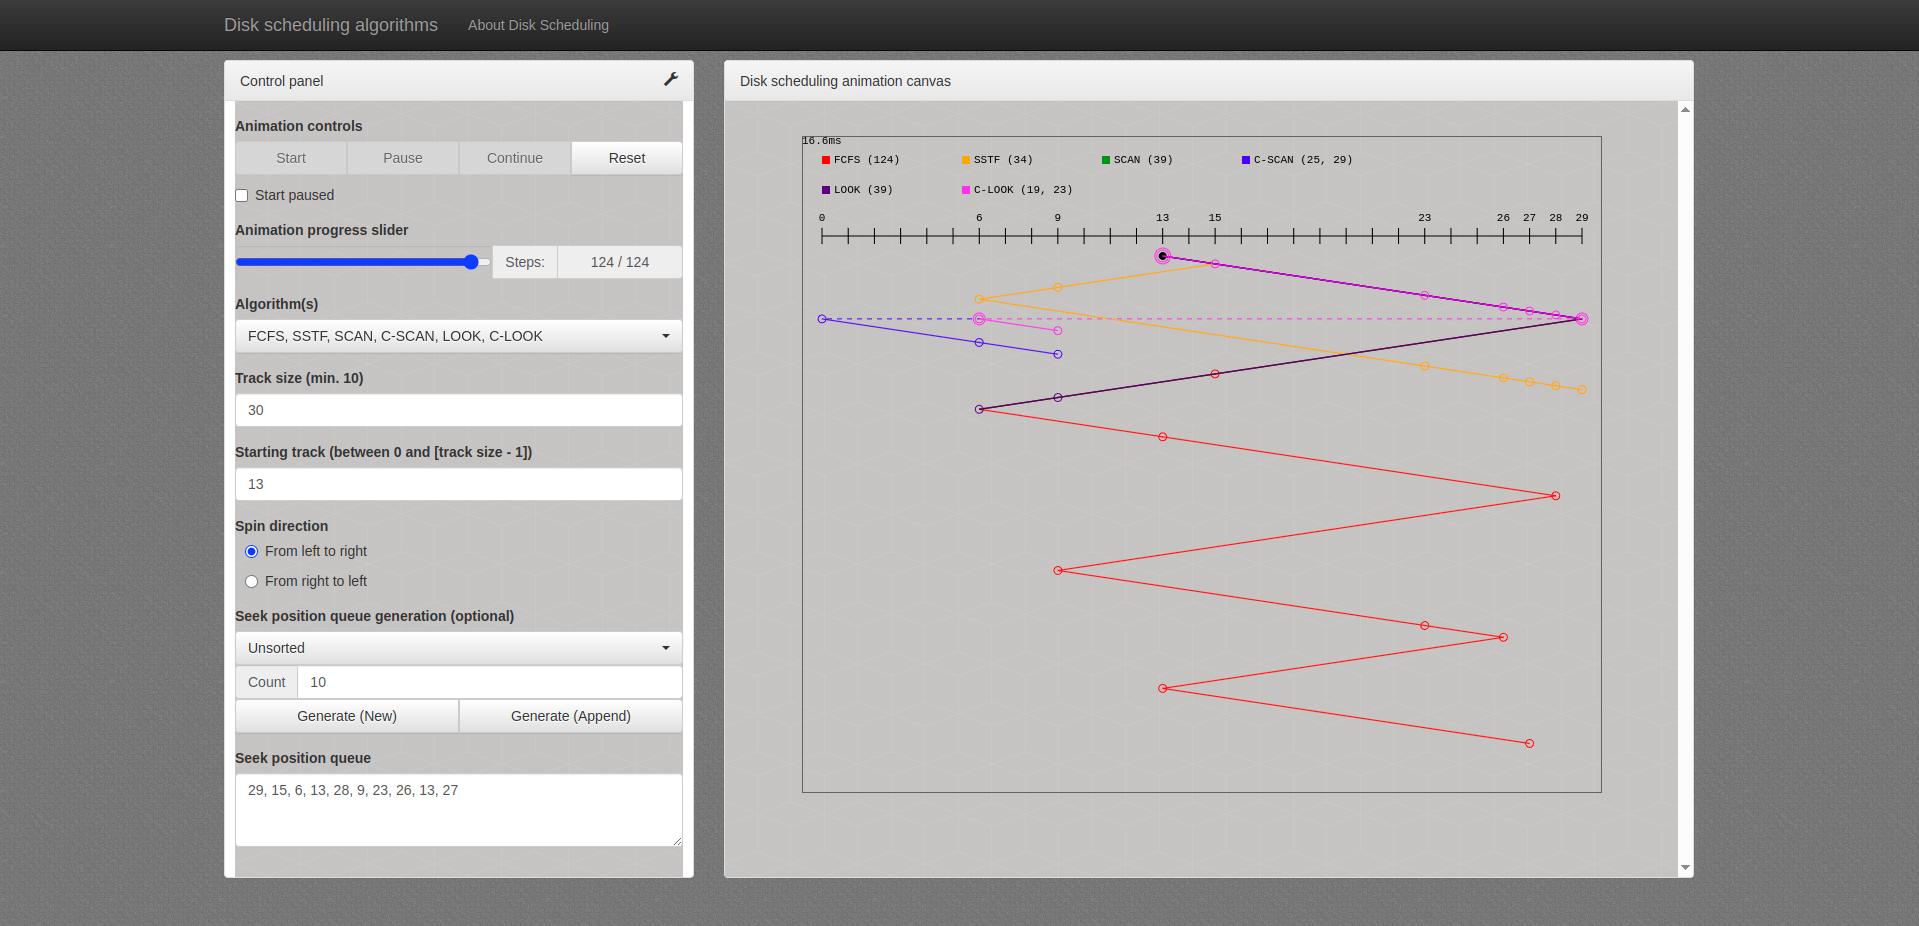 Disk scheduling algorithms About Disk Scheduling
Control panel
Animation controls
Start Pause Continue Reset
Start paused
Animation progress slider
Steps: 124 / 124
Algorithm(s)
FCFS, SSTF, SCAN, C-SCAN, LOOK, C-LOOK
Track size (min. 10)
30
Starting track (between 0 and [track size - 1])
13
Spin direction
From left to right
From right to left
Seek position queue generation (optional)
Unsorted
Count 10
Generate (New) Generate (Append)
Seek position queue
29, 15, 6, 13, 28, 9, 23, 26, 13, 27
Disk scheduling animation canvas
16.6ms
FCFS (124) SSTF (34) SCAN (39) C-SCAN (25, 29)
LOOK (39) C-LOOK (19, 23)
0 6 9 13 15 23 26 27 28 29